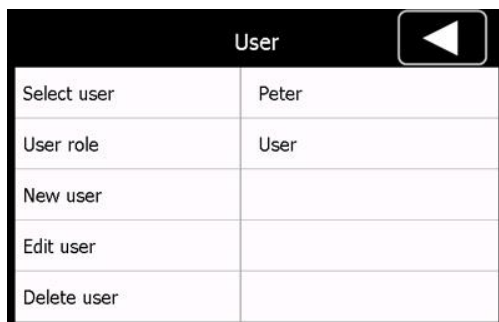 User
Select user Peter
User role User
New user
Edit user
Delete user